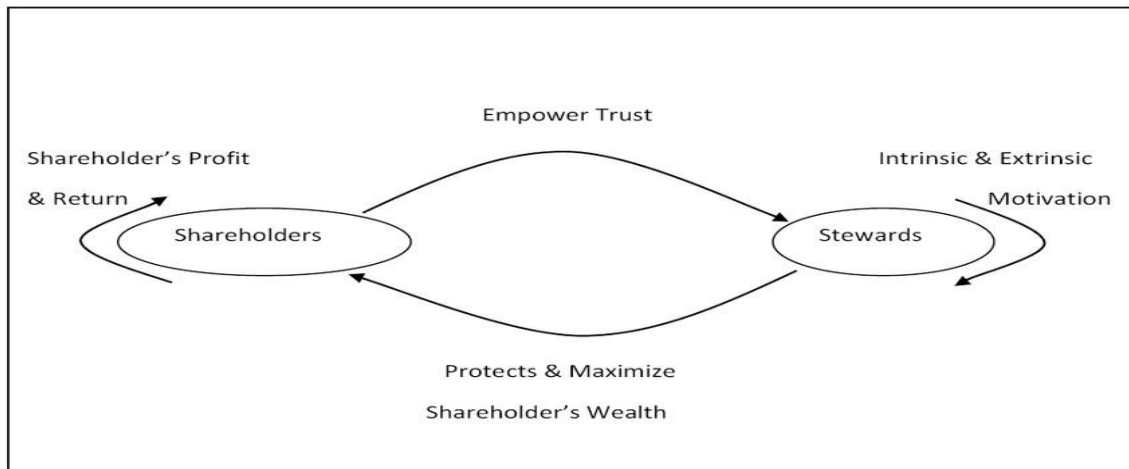 Empower Trust
Shareholder’s Profit
& Return
Intrinsic & Extrinsic
Motivation
Shareholders
Stewards
Protects & Maximize
Shareholder’s Wealth